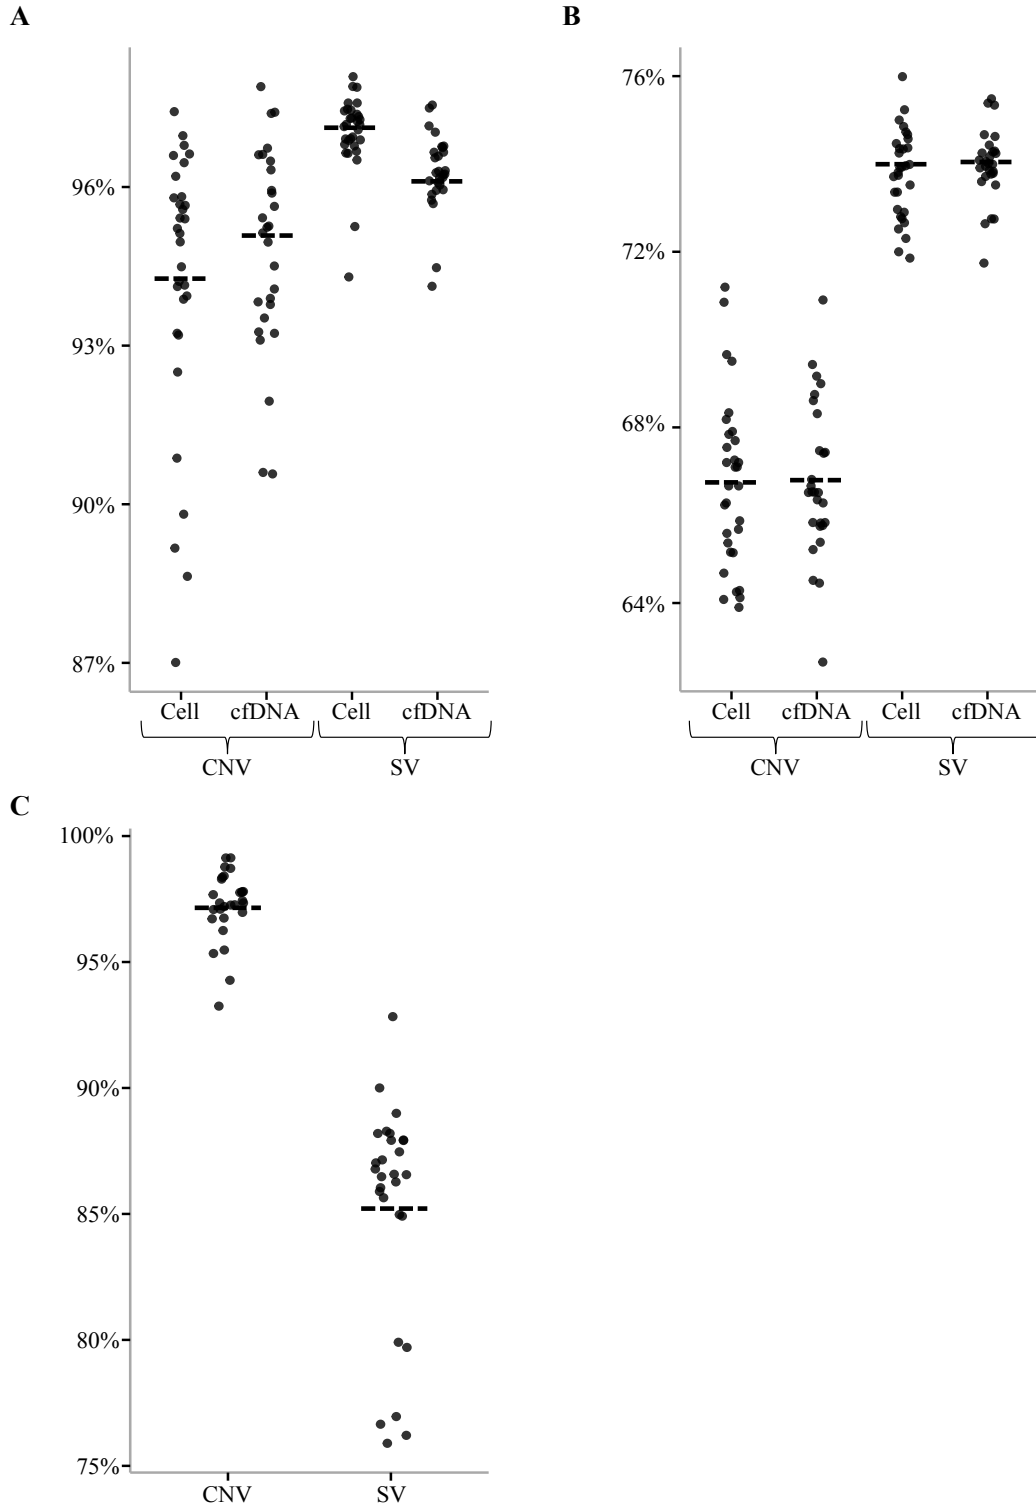 A
96%
93%
90%
87%
Cell cfDNA Cell cfDNA
CNV SV
B
76%
72%
68%
64%
Cell cfDNA Cell cfDNA
CNV SV
C
100%
95%
90%
85%
80%
75%
CNV SV